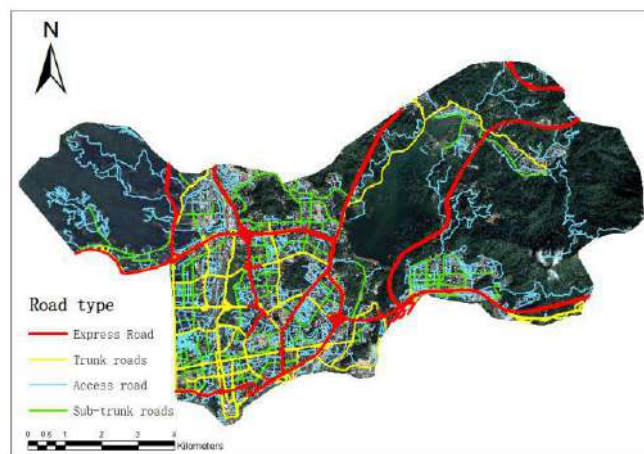 N
Road type
Express Road
Trunk roads
Access road
Sub-trunk roads
0 0.5 1 2 3 4
Kilometers